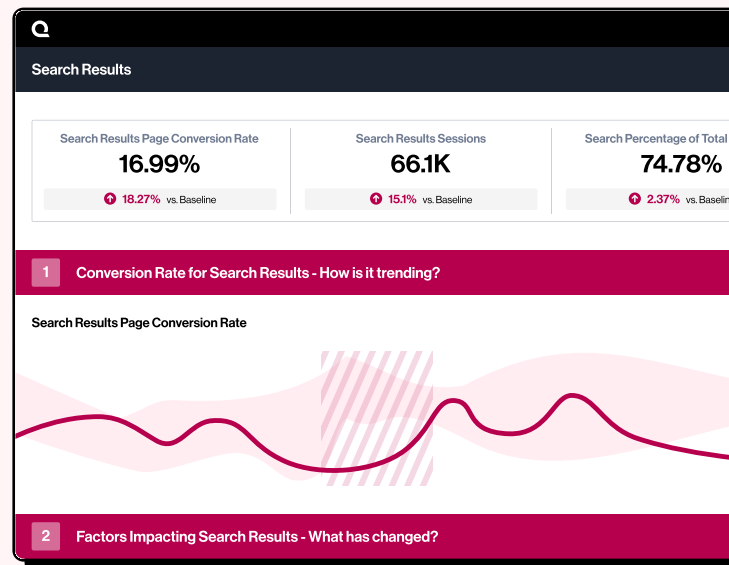 Search Results
Search Results Page Conversion Rate
16.99%
18.27% vs. Baseline
Search Results Sessions
66.1K
15.1% vs. Baseline
Search Percentage of Total
74.78%
2.37% vs.
1
Conversion Rate for Search Results - How is it trending?
Search Results Page Conversion Rate
2
Factors Impacting Search Results - What has changed?